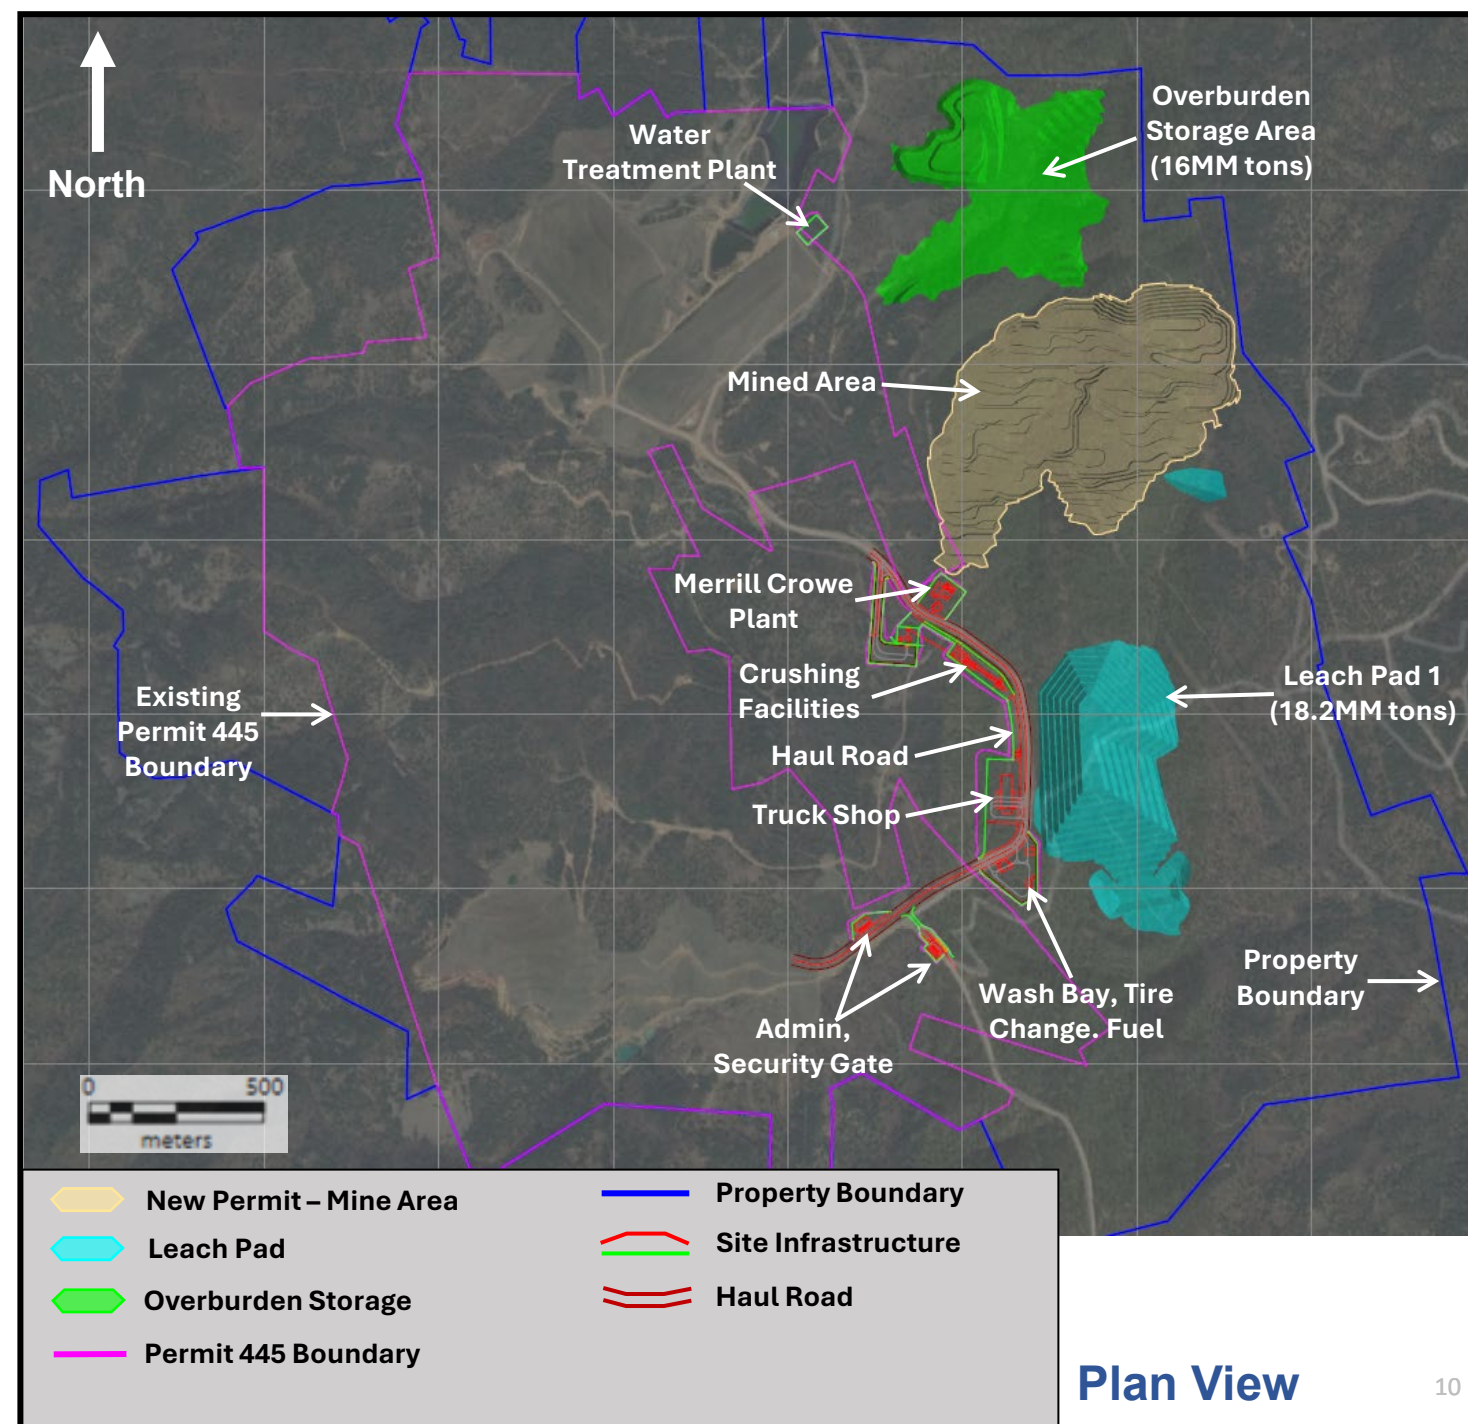 Overburden
Storage Area
(16MM tons)
Water
Treatment Plant
North
Mined Area
Merrill Crowe
Plant
Crushing
Facilities
Leach Pad 1
(18.2MM tons)
Existing
Permit 445
Boundary
Haul Road
Truck Shop
Property
Boundary
Wash Bay, Tire
Change. Fuel
Admin,
Security Gate
0 500
meters
New Permit – Mine Area
Leach Pad
Overburden Storage
Permit 445 Boundary
Property Boundary
Site Infrastructure
Haul Road
Plan View
10